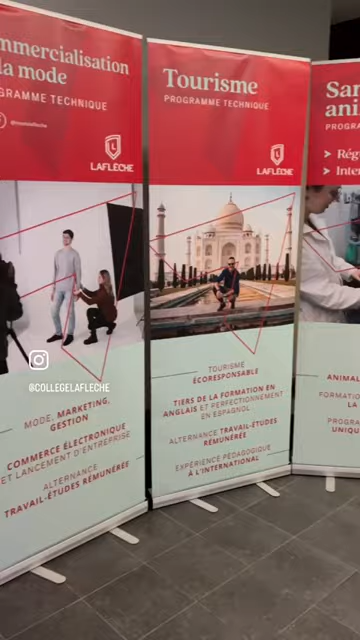 mmercialisation
la mode
GRAMME TECHNIQUE
LAFLÈCHE
@COLLEGELAFLECHE
MODE, MARKETING,
GESTION
COMMERCE ÉLECTRONIQUE
ET LANCEMENT D'ENTREPRISE
ALTERNANCE
TRAVAIL-ÉTUDES RÉMUNÉRÉE
Tourisme
PROGRAMME TECHNIQUE
LAFLÈCHE
TOURISME
ÉCORESPONSABLE
TIERS DE LA FORMATION EN
ANGLAIS ET PERFECTIONNEMENT
EN ESPAGNOL
ALTERNANCE TRAVAIL-ÉTUDES
RÉMUNÉRÉE
EXPÉRIENCE PÉDAGOGIQUE
À L'INTERNATIONAL
San
ani
PROGRA
Rég
Inter
ANIMAL
FORMATIO
LA
PROGRA
UNIQU